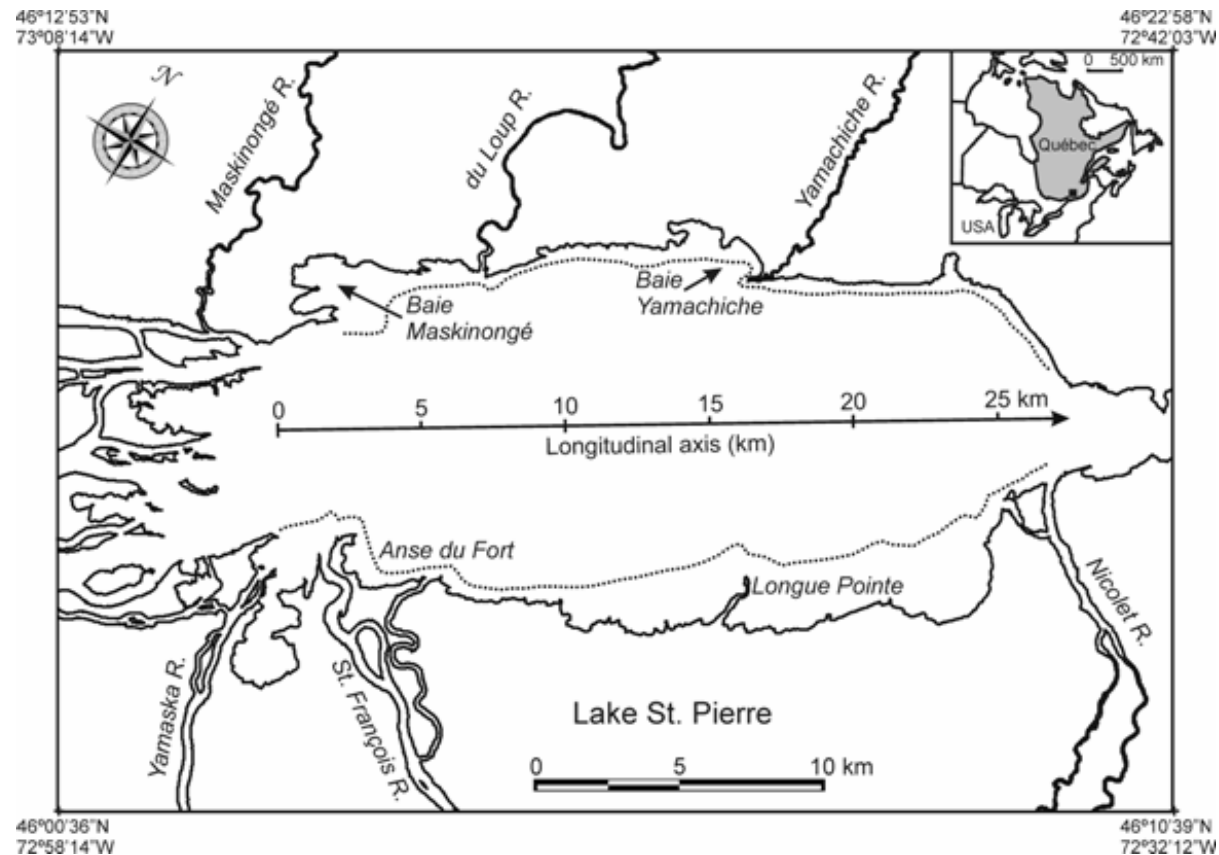 46°12'53"N
73°08'14"W
46°22'58"N
72°42'03"W
N
Maskinongé R.
du Loup R.
Yamachiche R.
0 500 km
Québec
USA
Baie
Maskinongé
Baie
Yamachiche
0 5 10 15 20 25 km
Longitudinal axis (km)
Anse du Fort
Longue Pointe
Nicolet R.
Yamaska R.
St. François R.
Lake St. Pierre
0 5 10 km
46°00'36"N
72°58'14"W
46°10'39"N
72°32'12"W